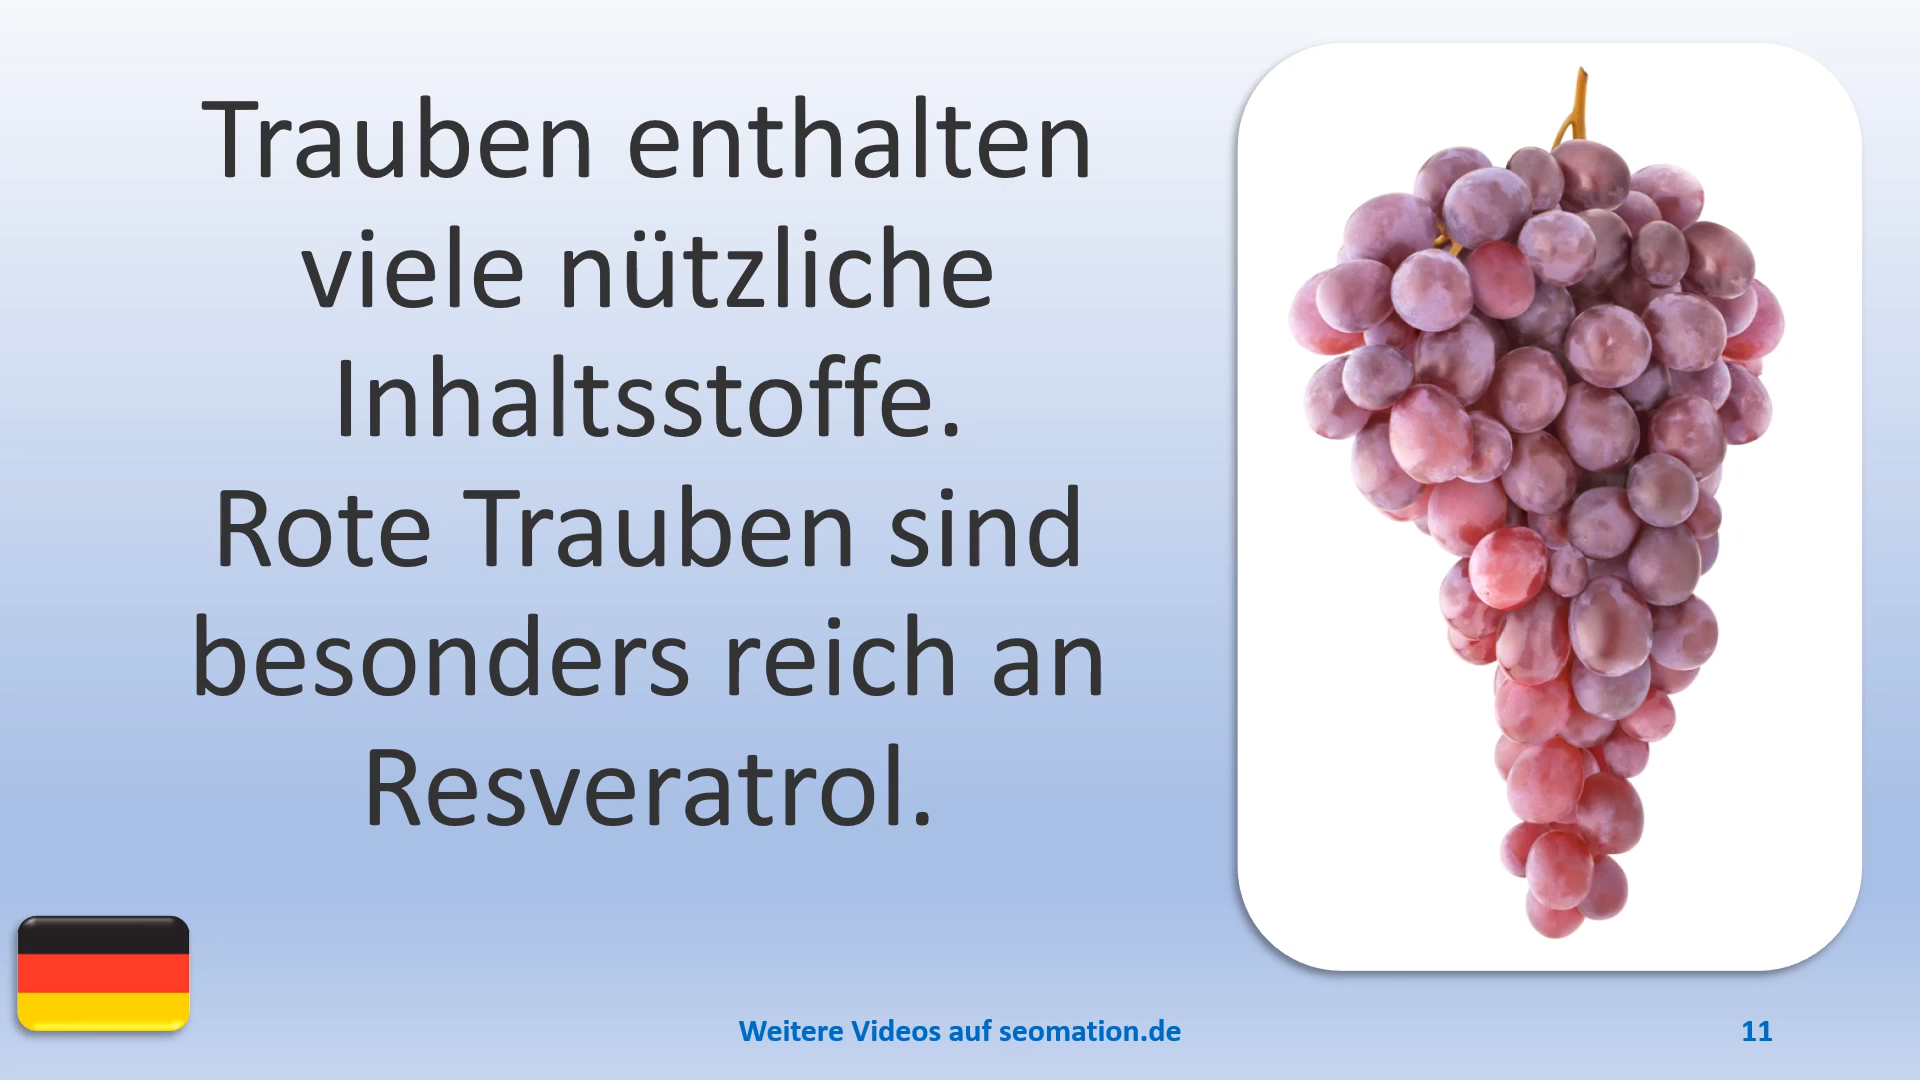 Trauben enthalten
viele nützliche
Inhaltsstoffe.
Rote Trauben sind
besonders reich an
Resveratrol.
Weitere Videos auf seomation.de
11